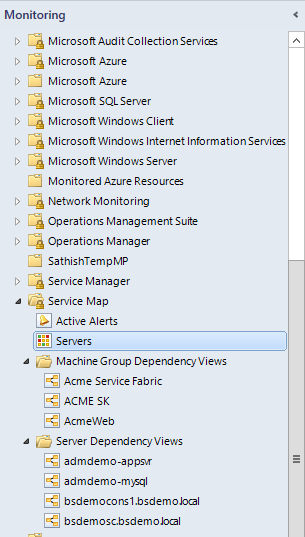 Monitoring
Microsoft Audit Collection Services
Microsoft Azure
Microsoft Azure
Microsoft SQL Server
Microsoft Windows Client
Microsoft Windows Internet Information Services
Microsoft Windows Server
Monitored Azure Resources
Network Monitoring
Operations Management Suite
Operations Manager
SathishTempMP
Service Manager
Service Map
Active Alerts
Servers
Machine Group Dependency Views
Acme Service Fabric
ACME SK
AcmeWeb
Server Dependency Views
admdemo-appsvr
admdemo-mysql
bsdemocons1.bsdemo.local
bsdemosc.bsdemo.local